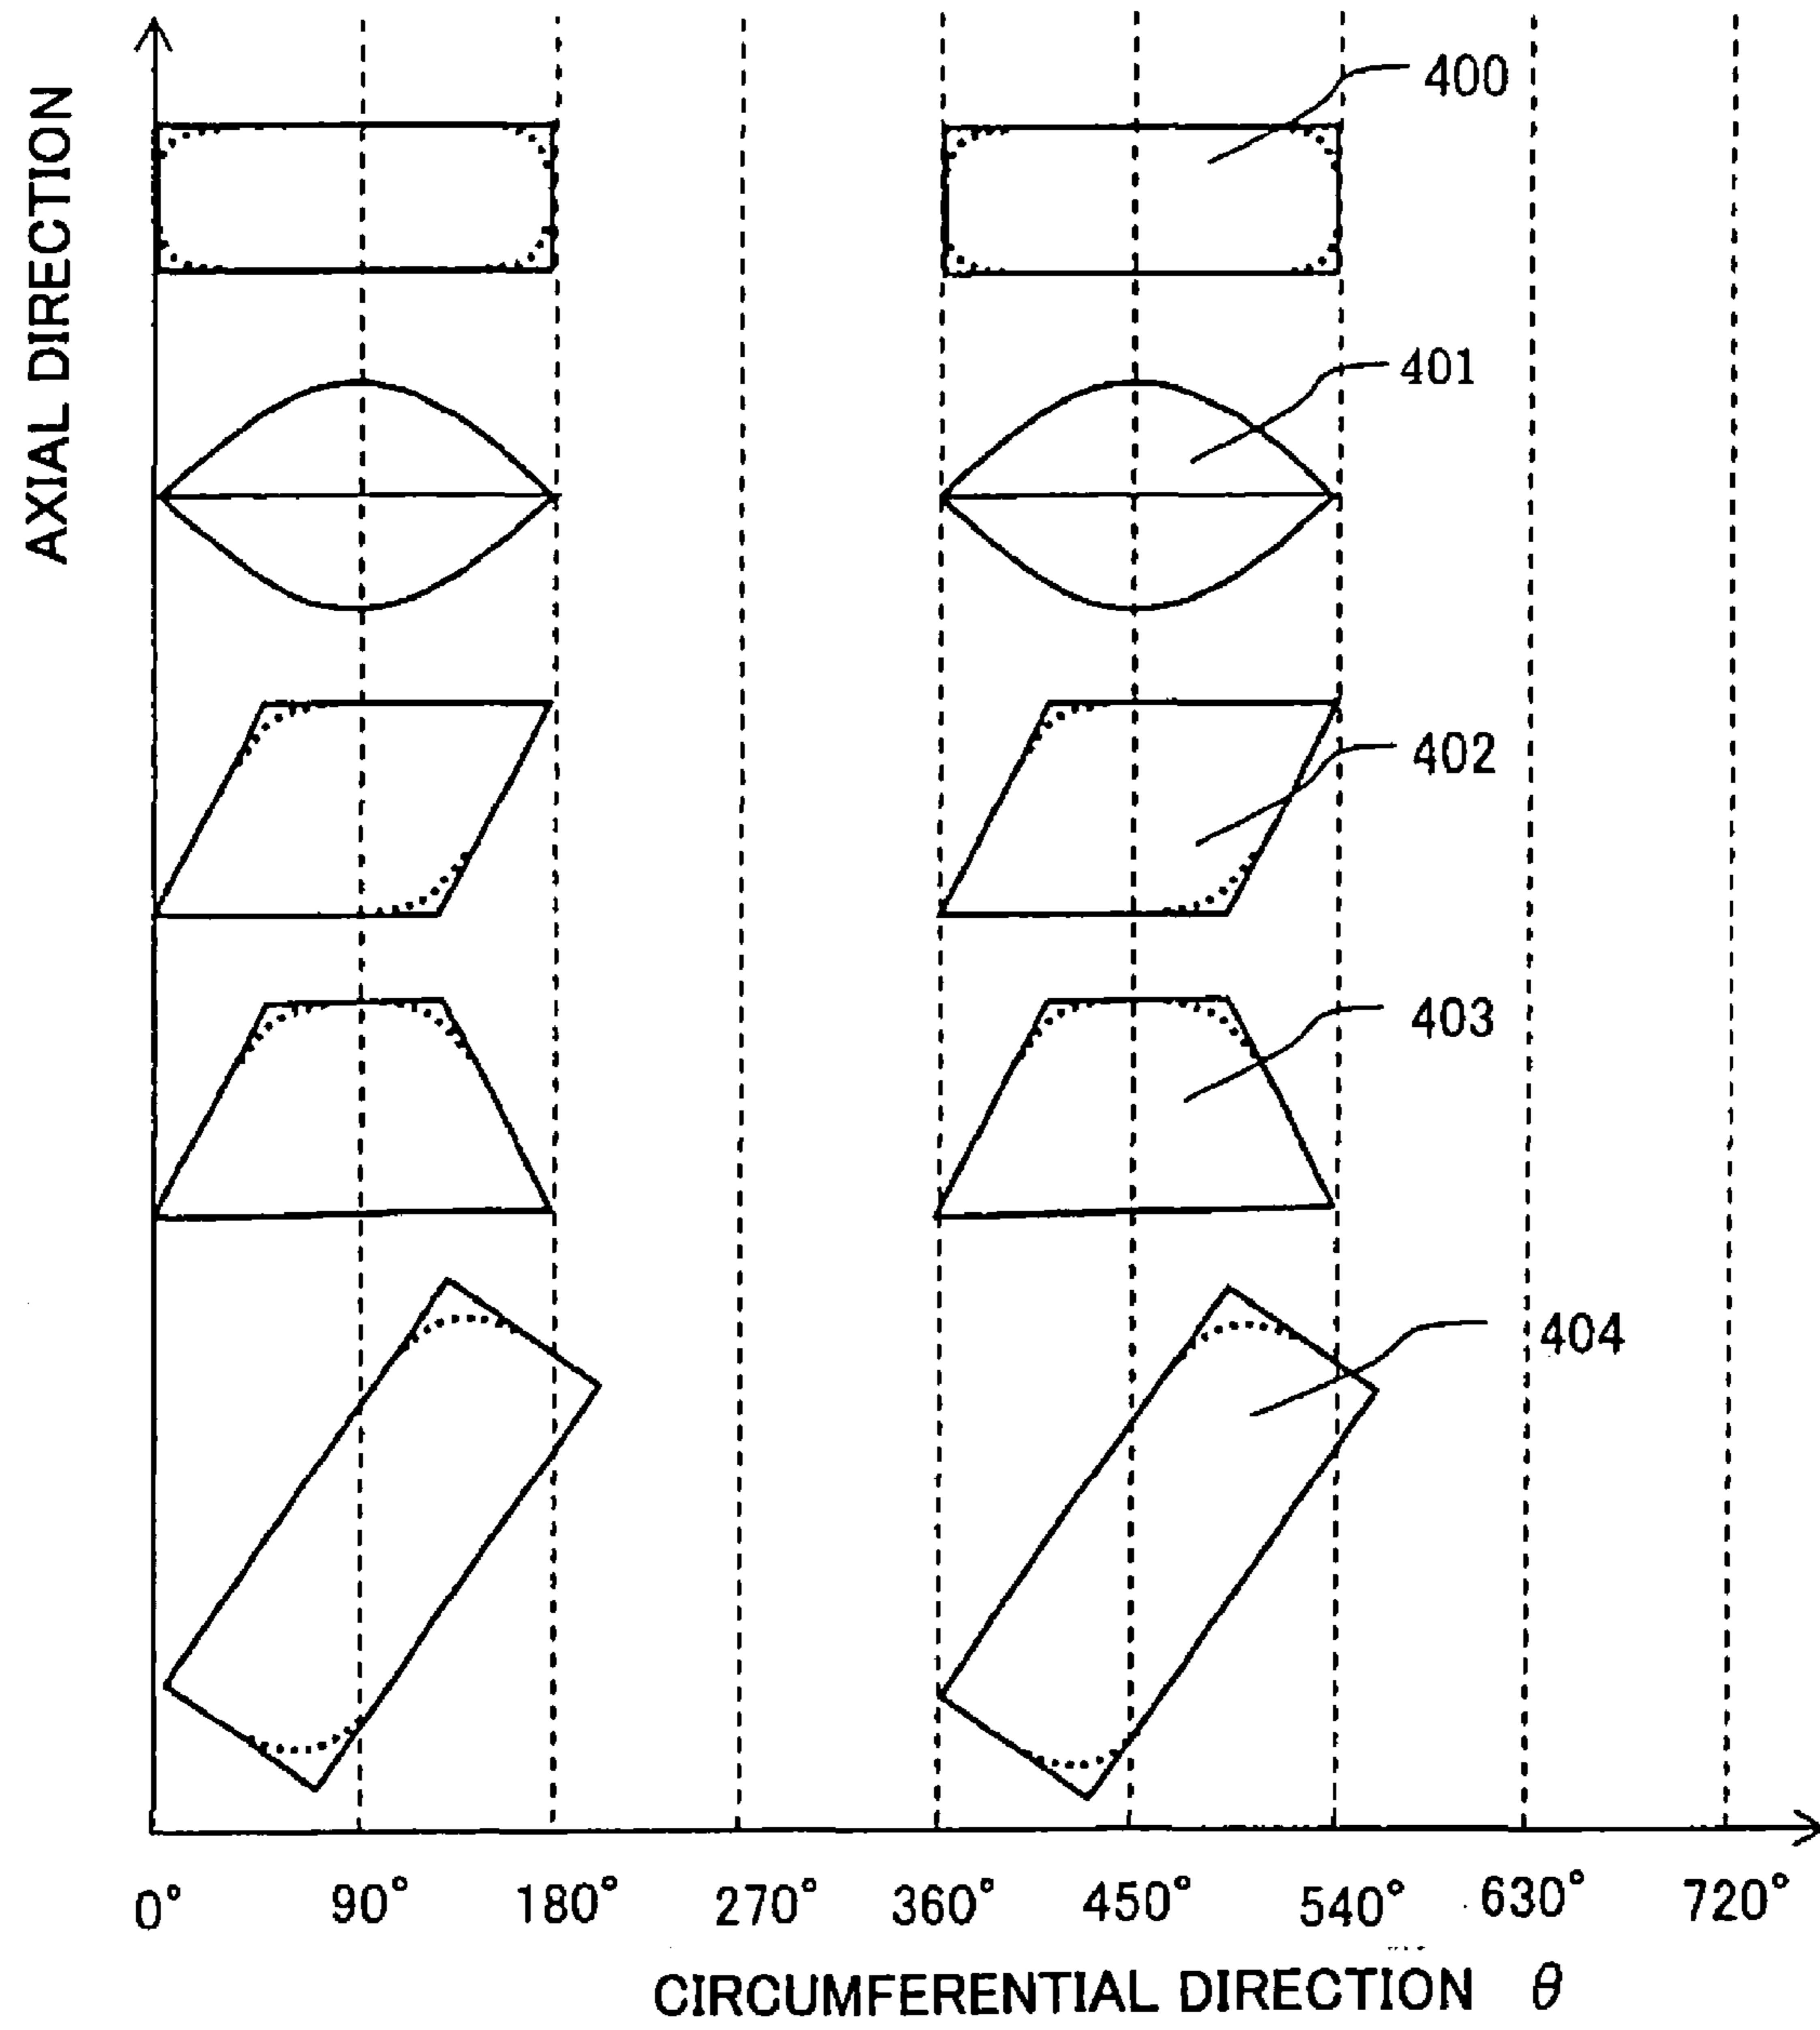 AXIAL DIRECTION
400
401
402
403
404
0° 90° 180° 270° 360° 450° 540° 630° 720°
CIRCUMFERENTIAL DIRECTION θ